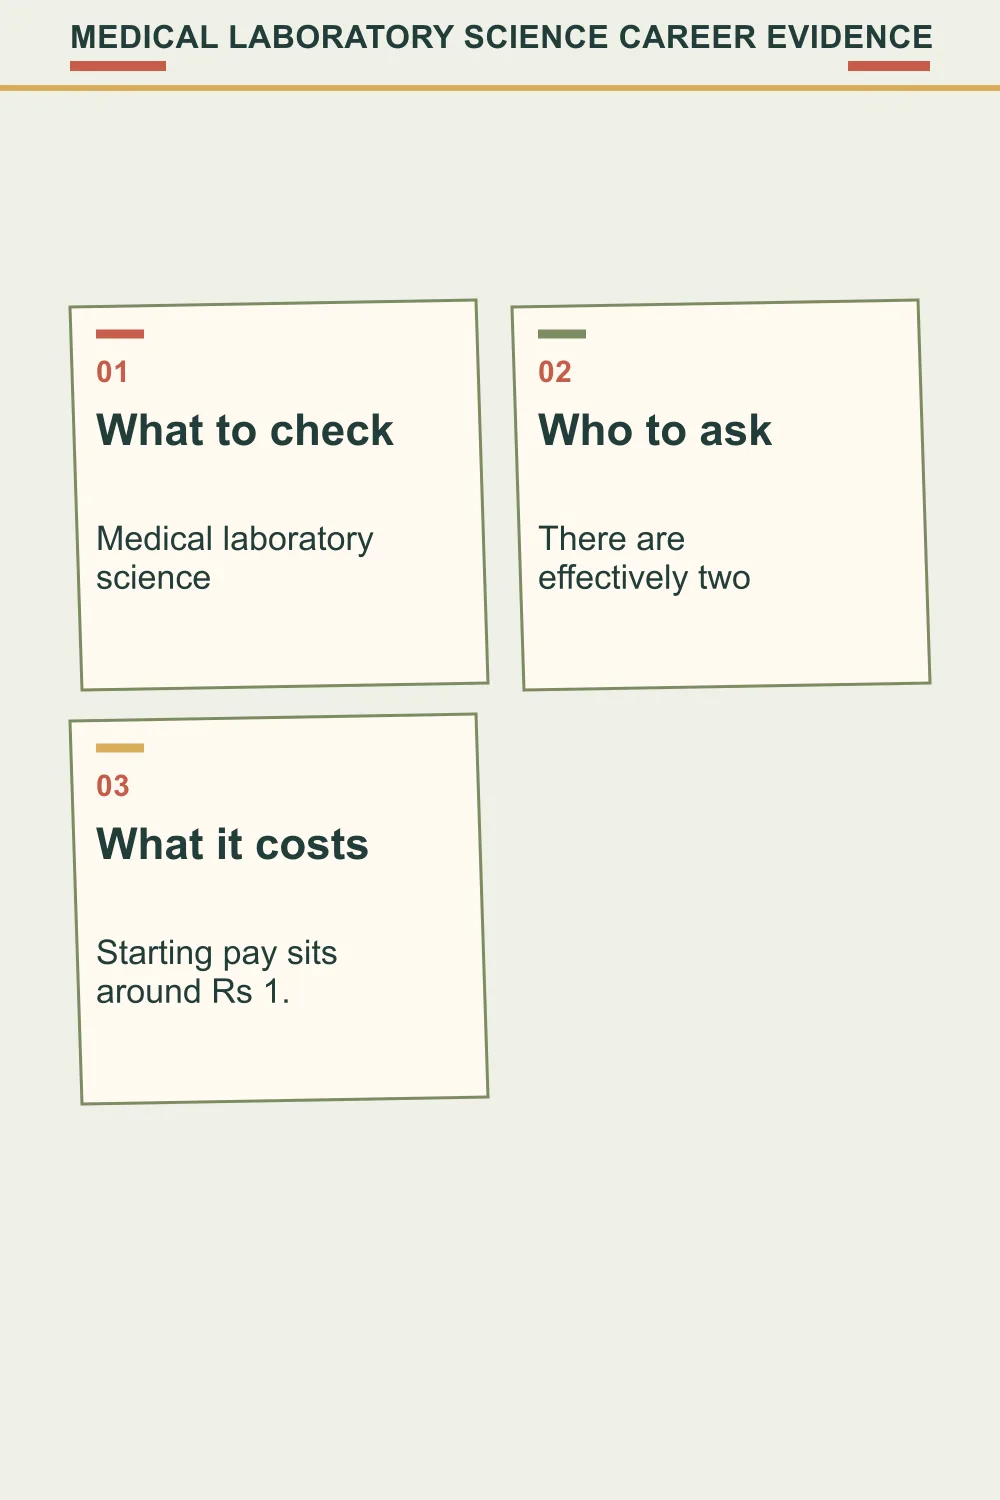 MEDICAL LABORATORY SCIENCE CAREER EVIDENCE
01
What to check
Medical laboratory
science
02
Who to ask
There are
effectively two
03
What it costs
Starting pay sits
around Rs 1.